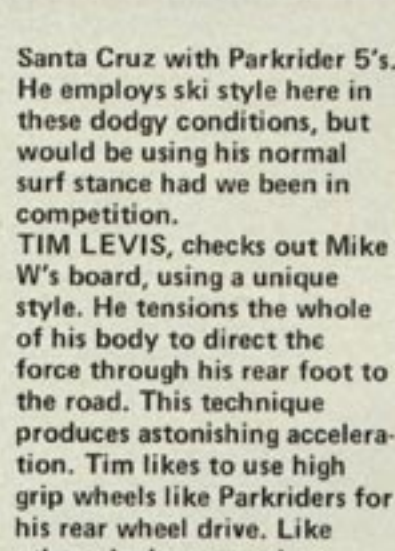 Santa Cruz with Parkrider 5's.
He employs ski style here in
these dodgy conditions, but
would be using his normal
surf stance had we been in
competition.
TIM LEVIS, checks out Mike
W's board, using a unique
style. He tensions the whole
of his body to direct the
force through his rear foot to
the road. This technique
produces astonishing accelera-
tion. Tim likes to use high
grip wheels like Parkriders for
his rear wheel drive. Like